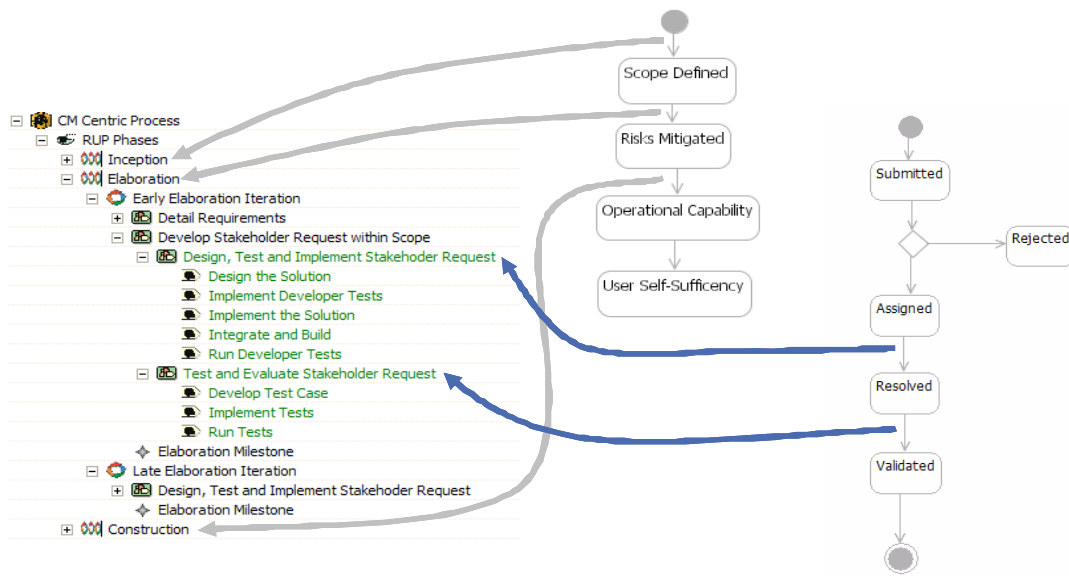 CM Centric Process
RUP Phases
Inception
Elaboration
Early Elaboration Iteration
Detail Requirements
Develop Stakeholder Request within Scope
Design, Test and Implement Stakehoder Request
Design the Solution
Implement Developer Tests
Implement the Solution
Integrate and Build
Run Developer Tests
Test and Evaluate Stakeholder Request
Develop Test Case
Implement Tests
Run Tests
Elaboration Milestone
Late Elaboration Iteration
Design, Test and Implement Stakehoder Request
Elaboration Milestone
Construction
Scope Defined
Risks Mitigated
Operational Capability
User Self-Sufficency
Submitted
Rejected
Assigned
Resolved
Validated